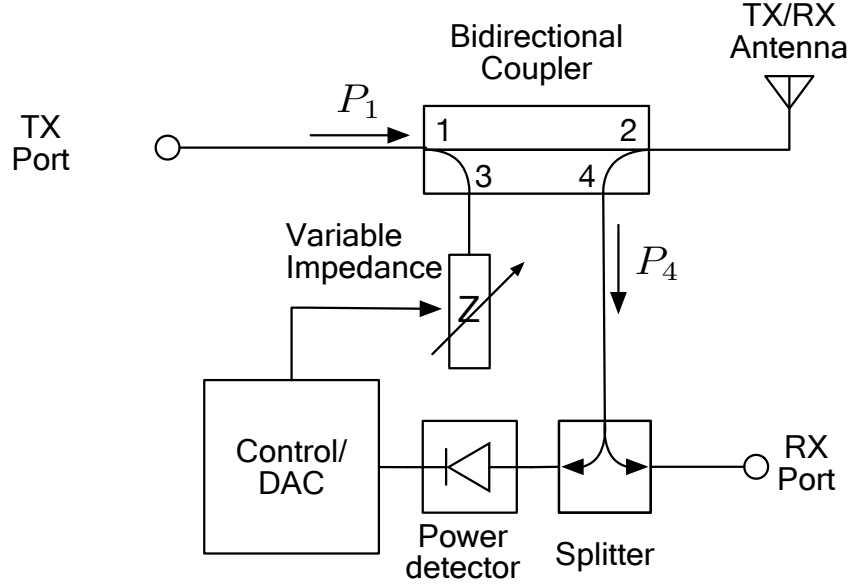 TX/RX
Antenna
Bidirectional
Coupler
P1
TX
Port
1
2
3
4
Variable
Impedance
P4
Z
Control/
DAC
RX
Port
Power
detector
Splitter